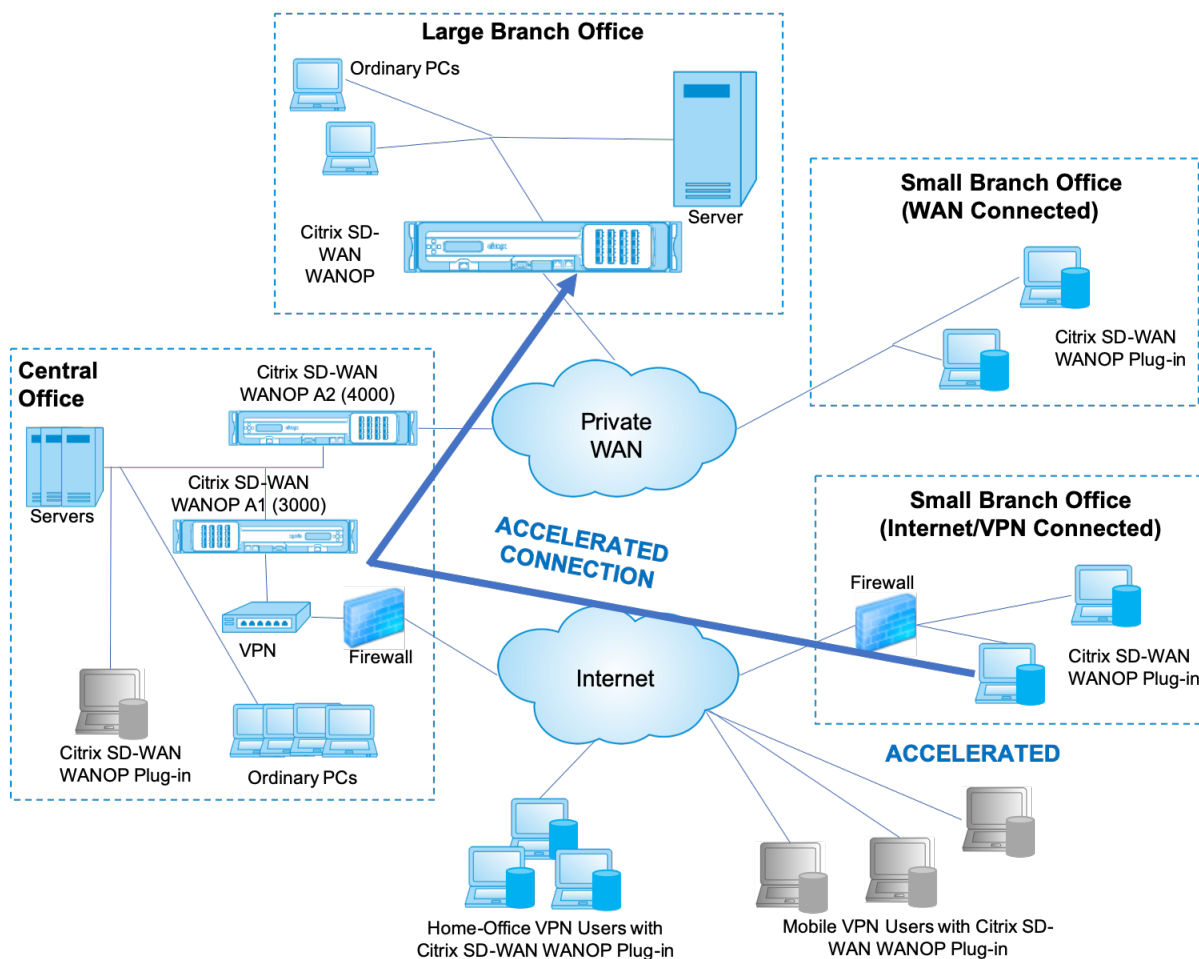 Large Branch Office
Ordinary PCs
Server
Citrix SD-
WAN
WANOP
Small Branch Office
(WAN Connected)
Citrix SD-WAN
WANOP Plug-in
Central
Office
Citrix SD-WAN
WANOP A2 (4000)
Servers
Citrix SD-WAN
WANOP A1 (3000)
VPN
Firewall
Citrix SD-WAN
WANOP Plug-in
Ordinary PCs
Private
WAN
ACCELERATED
CONNECTION
Internet
Small Branch Office
(Internet/VPN Connected)
Firewall
Citrix SD-WAN
WANOP Plug-in
ACCELERATED
Home-Office VPN Users with
Citrix SD-WAN WANOP Plug-in
Mobile VPN Users with Citrix SD-
WAN WANOP Plug-in